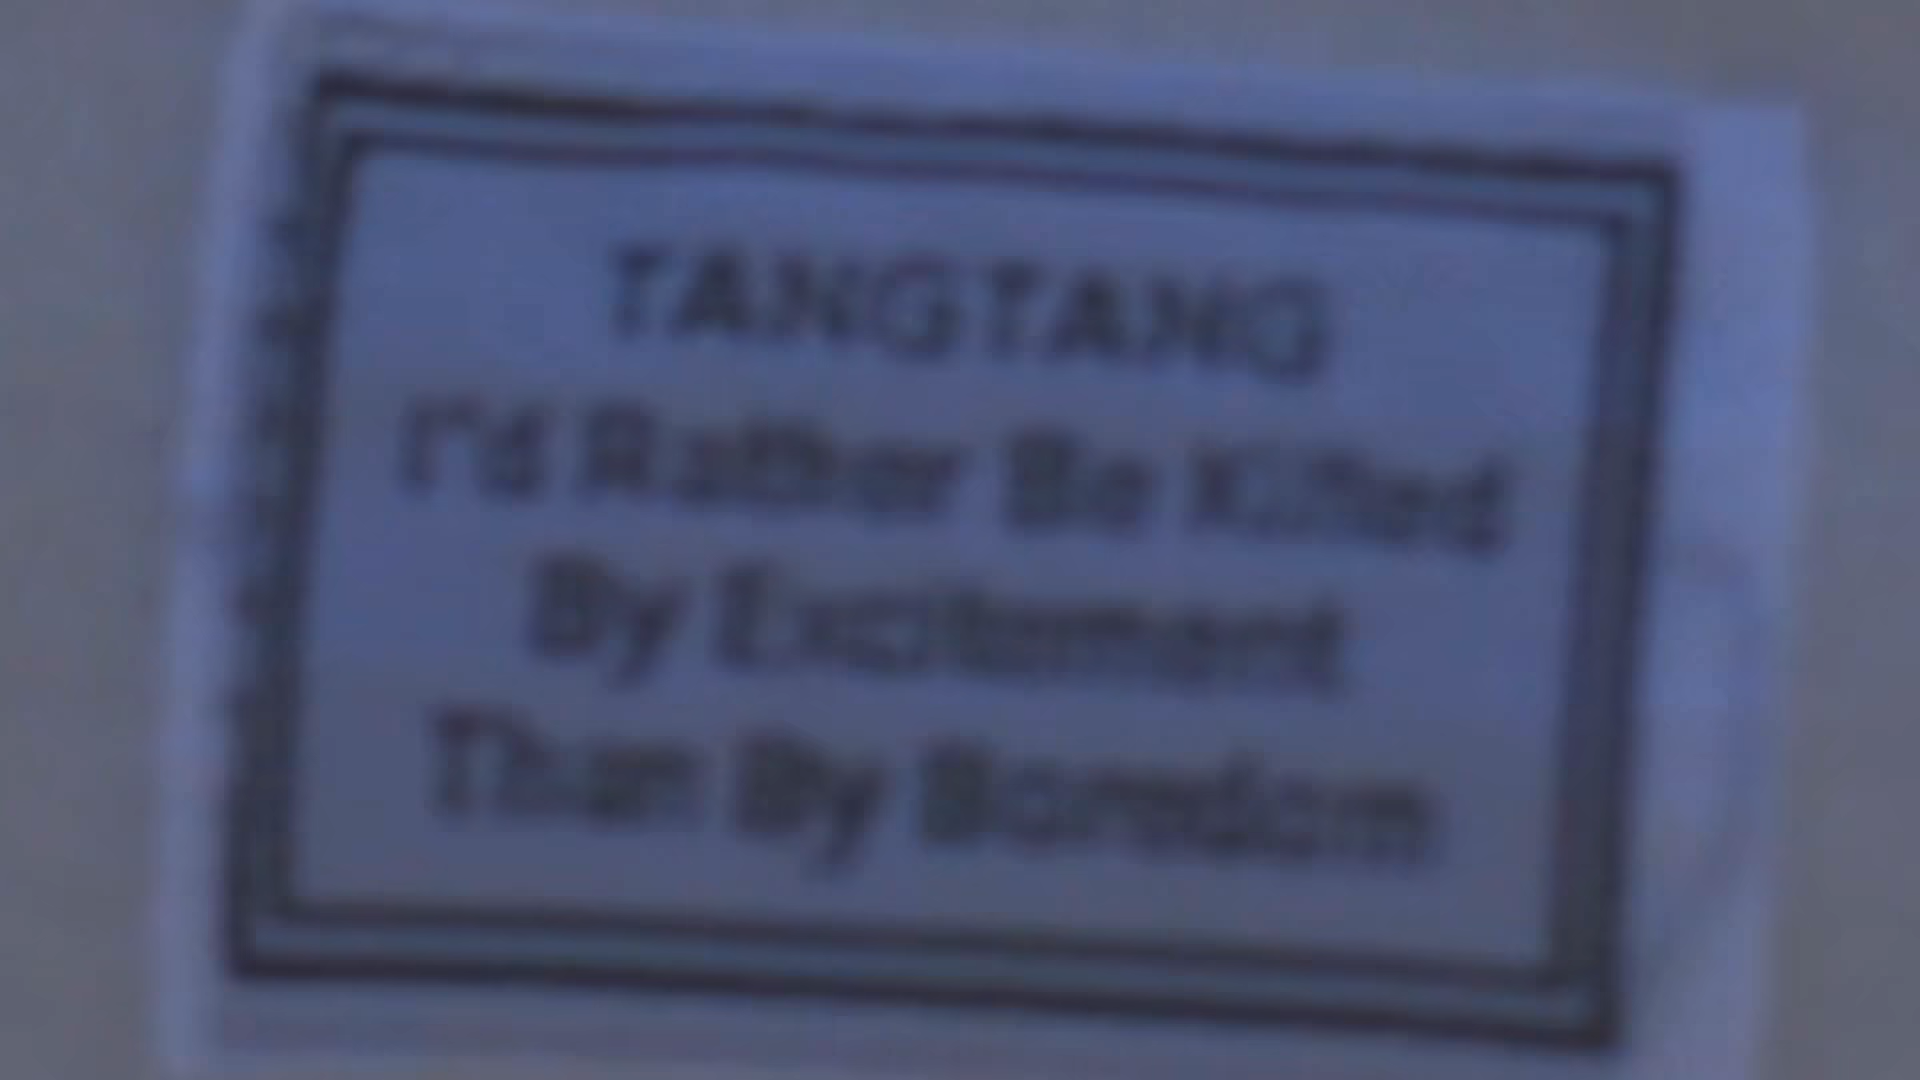 TANGTANG
I'd Rather Be Killed
By Excitement
Than By Boredom